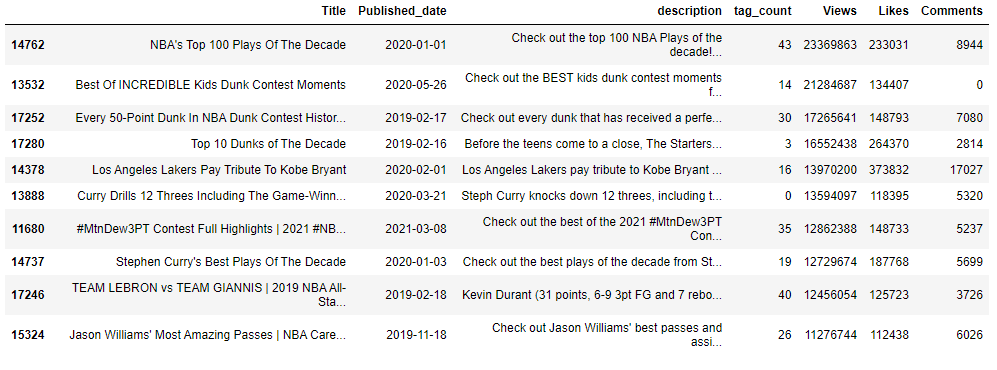 Title Published_date description tag_count Views Likes Comments
14762 NBA's Top 100 Plays Of The Decade 2020-01-01 Check out the top 100 NBA Plays of the decade!... 43 23369863 233031 8944
13532 Best Of INCREDIBLE Kids Dunk Contest Moments 2020-05-26 Check out the BEST kids dunk contest moments f... 14 21284687 134407 0
17252 Every 50-Point Dunk In NBA Dunk Contest Histor... 2019-02-17 Check out every dunk that has received a perfe... 30 17265641 148793 7080
17280 Top 10 Dunks of The Decade 2019-02-16 Before the teens come to a close, The Starters... 3 16552438 264370 2814
14378 Los Angeles Lakers Pay Tribute To Kobe Bryant 2020-02-01 Los Angeles Lakers pay tribute to Kobe Bryant ... 16 13970200 373832 17027
13888 Curry Drills 12 Threes Including The Game-Winn... 2020-03-21 Steph Curry knocks down 12 threes, including t... 0 13594097 118395 5320
11680 #MtnDew3PT Contest Full Highlights | 2021 #NB... 2021-03-08 Check out the best of the 2021 #MtnDew3PT Con... 35 12862388 148733 5237
14737 Stephen Curry's Best Plays Of The Decade 2020-01-03 Check out the best plays of the decade from St... 19 12729674 187768 5699
17246 TEAM LEBRON vs TEAM GIANNIS | 2019 NBA All-Sta... 2019-02-18 Kevin Durant (31 points, 6-9 3pt FG and 7 rebo... 40 12456054 125723 3726
15324 Jason Williams' Most Amazing Passes | NBA Care... 2019-11-18 Check out Jason Williams' best passes and assi... 26 11276744 112438 6026